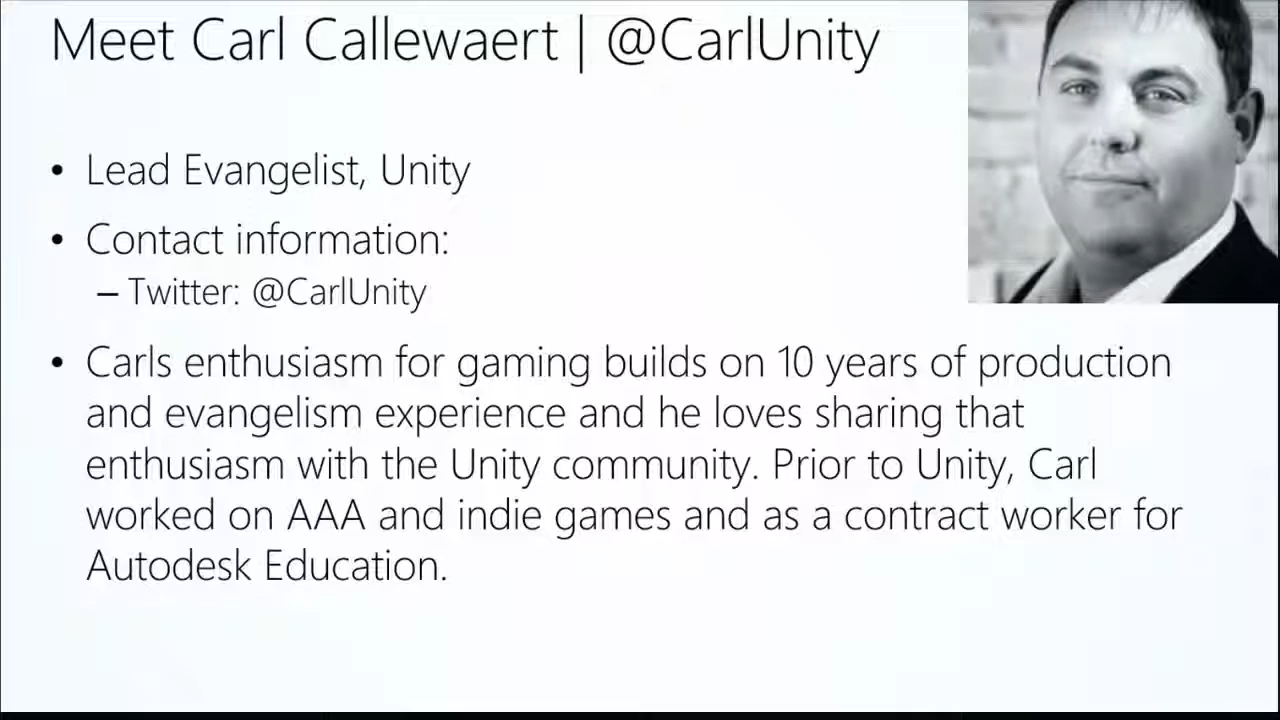 Meet Carl Callewaert | @CarlUnity
• Lead Evangelist, Unity
• Contact information:
– Twitter: @CarlUnity
• Carls enthusiasm for gaming builds on 10 years of production
and evangelism experience and he loves sharing that
enthusiasm with the Unity community. Prior to Unity, Carl
worked on AAA and indie games and as a contract worker for
Autodesk Education.